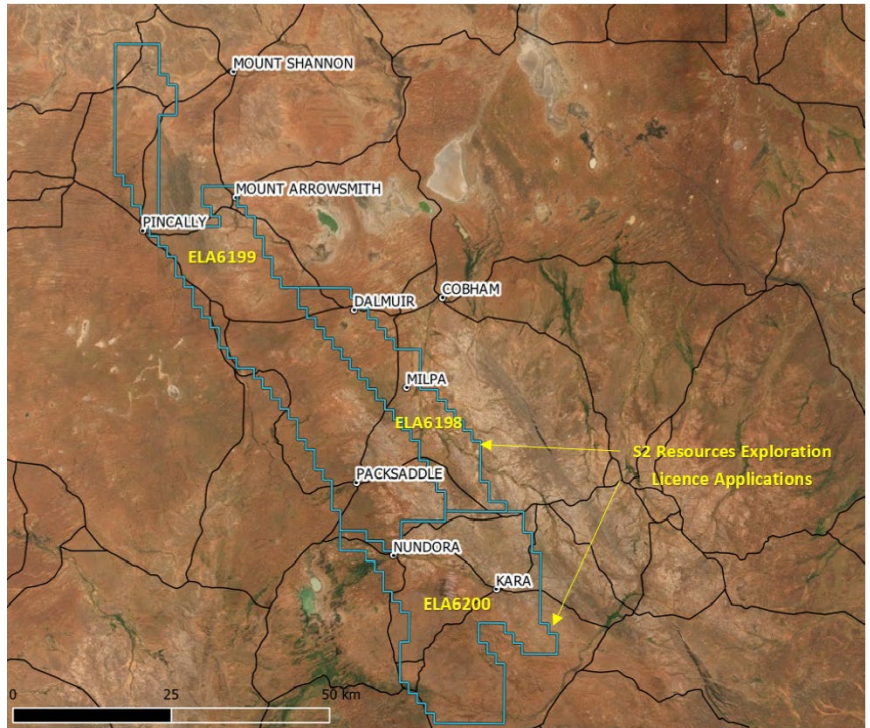 MOUNT SHANNON
MOUNT ARROWSMITH
PINCALLY
ELA6199
COBHAM
DALMUIR
MILPA
ELA6198
S2 Resources Exploration
Licence Applications
PACKSADDLE
NUNDORA
KARA
ELA6200
0 25 50 km